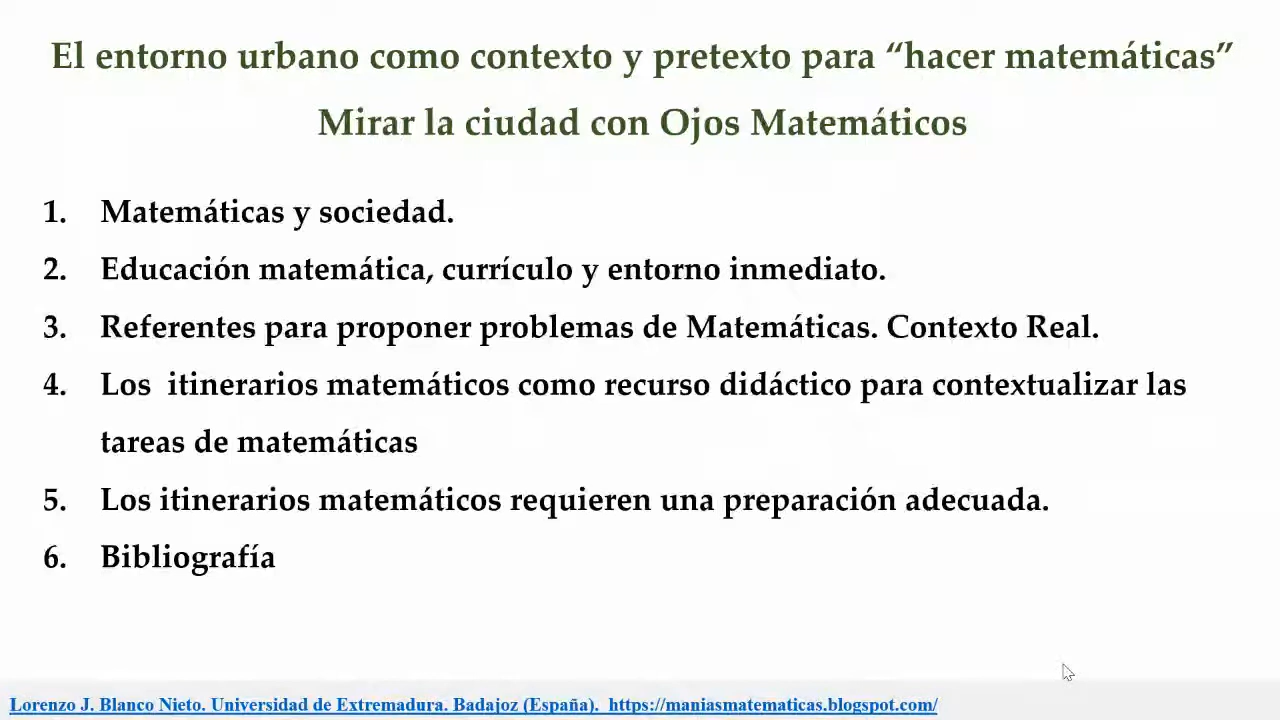 El entorno urbano como contexto y pretexto para “hacer matemáticas”
Mirar la ciudad con Ojos Matemáticos
1. Matemáticas y sociedad.
2. Educación matemática, currículo y entorno inmediato.
3. Referentes para proponer problemas de Matemáticas. Contexto Real.
4. Los itinerarios matemáticos como recurso didáctico para contextualizar las
tareas de matemáticas
5. Los itinerarios matemáticos requieren una preparación adecuada.
6. Bibliografía
Lorenzo J. Blanco Nieto. Universidad de Extremadura. Badajoz (España). https://maniasmatematicas.blogspot.com/